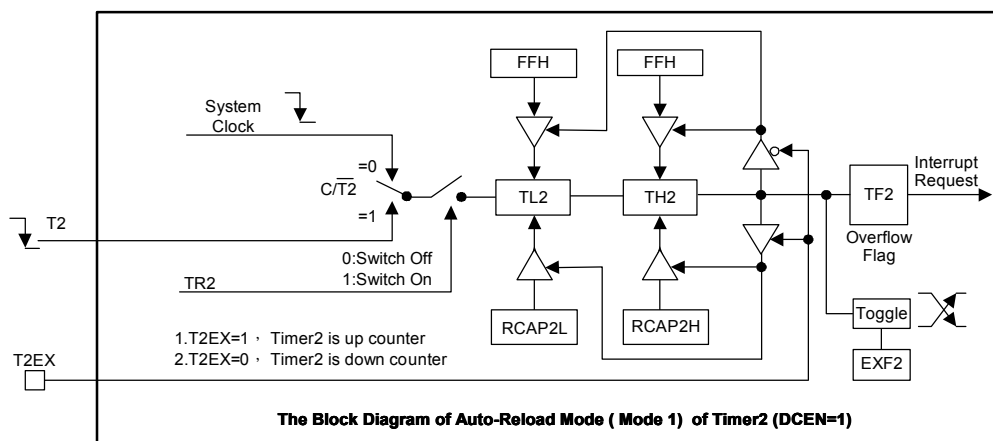 FFH
FFH
System
Clock
=0
C/T2
=1
TL2
TH2
TF2
Interrupt
Request
T2
Overflow
Flag
0:Switch Off
1:Switch On
TR2
RCAP2L
RCAP2H
Toggle
EXF2
1.T2EX=1， Timer2 is up counter
2.T2EX=0， Timer2 is down counter
T2EX
The Block Diagram of Auto-Reload Mode ( Mode 1) of Timer2 (DCEN=1)